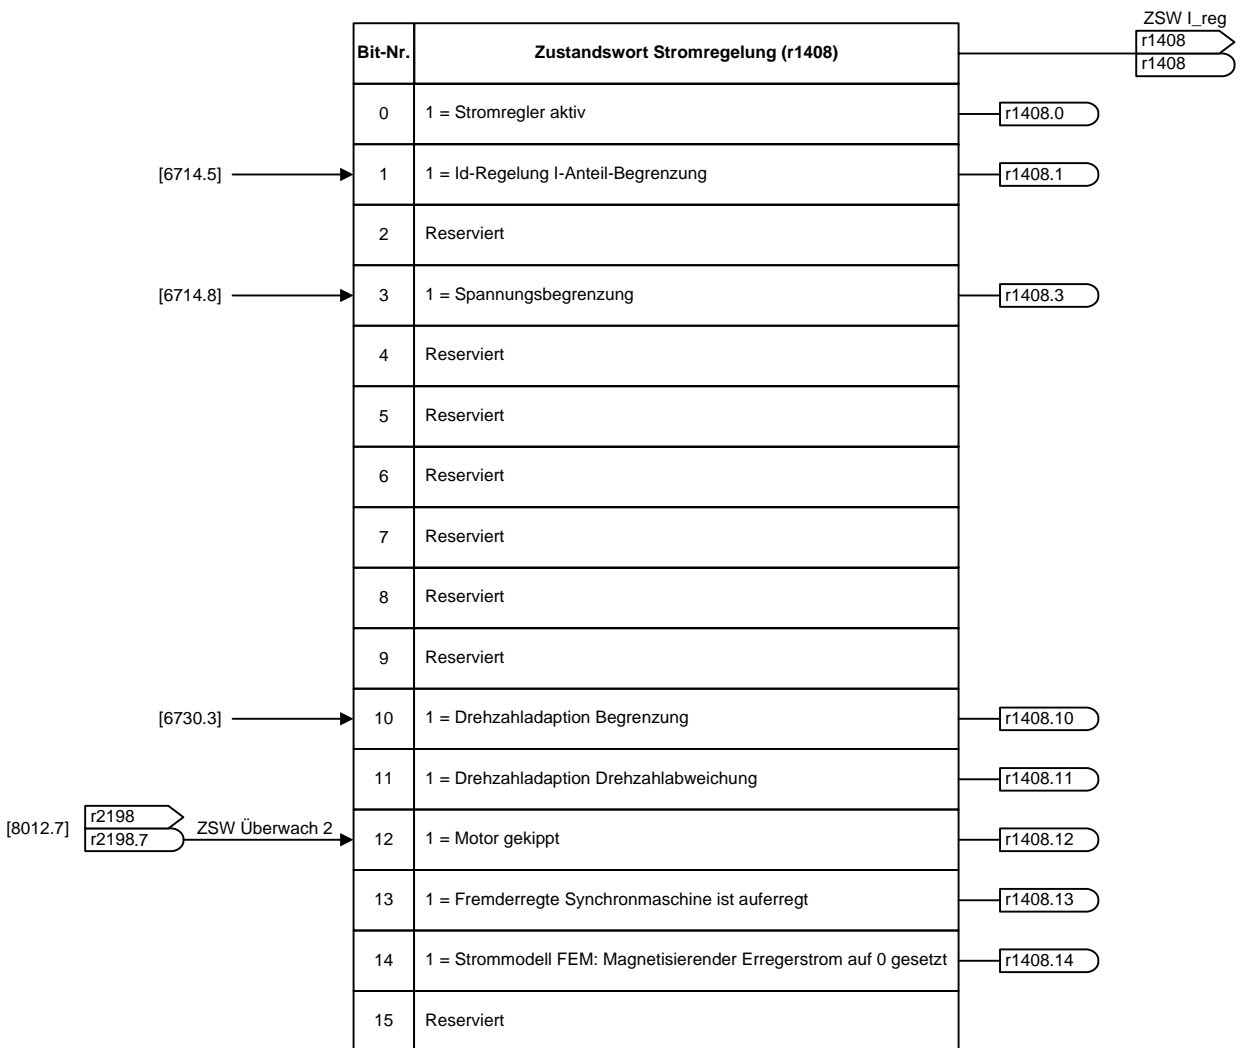 ZSW I_reg
r1408
r1408
Bit-Nr. Zustandswort Stromregelung (r1408)
0 1 = Stromregler aktiv r1408.0
[6714.5] 1 1 = Id-Regelung I-Anteil-Begrenzung r1408.1
2 Reserviert
[6714.8] 3 1 = Spannungsbegrenzung r1408.3
4 Reserviert
5 Reserviert
6 Reserviert
7 Reserviert
8 Reserviert
9 Reserviert
[6730.3] 10 1 = Drehzahladaption Begrenzung r1408.10
11 1 = Drehzahladaption Drehzahlabweichung r1408.11
r2198
[8012.7] r2198.7 ZSW Überwach 2 12 1 = Motor gekippt r1408.12
13 1 = Fremderregte Synchronmaschine ist auferregt r1408.13
14 1 = Strommodell FEM: Magnetisierender Erregerstrom auf 0 gesetzt r1408.14
15 Reserviert